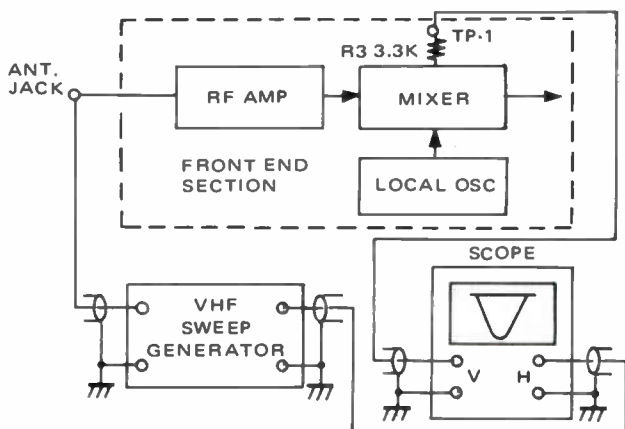 TP-1
R3 3.3K
ANT.
JACK
RF AMP
MIXER
FRONT END
SECTION
LOCAL OSC
SCOPE
VHF
SWEEP
GENERATOR
V
H